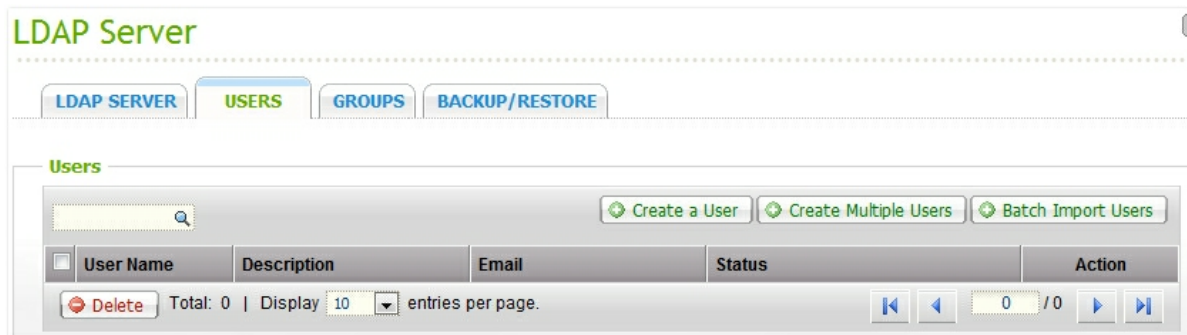 LDAP Server
LDAP SERVER USERS GROUPS BACKUP/RESTORE
Users
Create a User Create Multiple Users Batch Import Users
User Name Description Email Status Action
Delete Total: 0 | Display 10 entries per page. 0 / 0